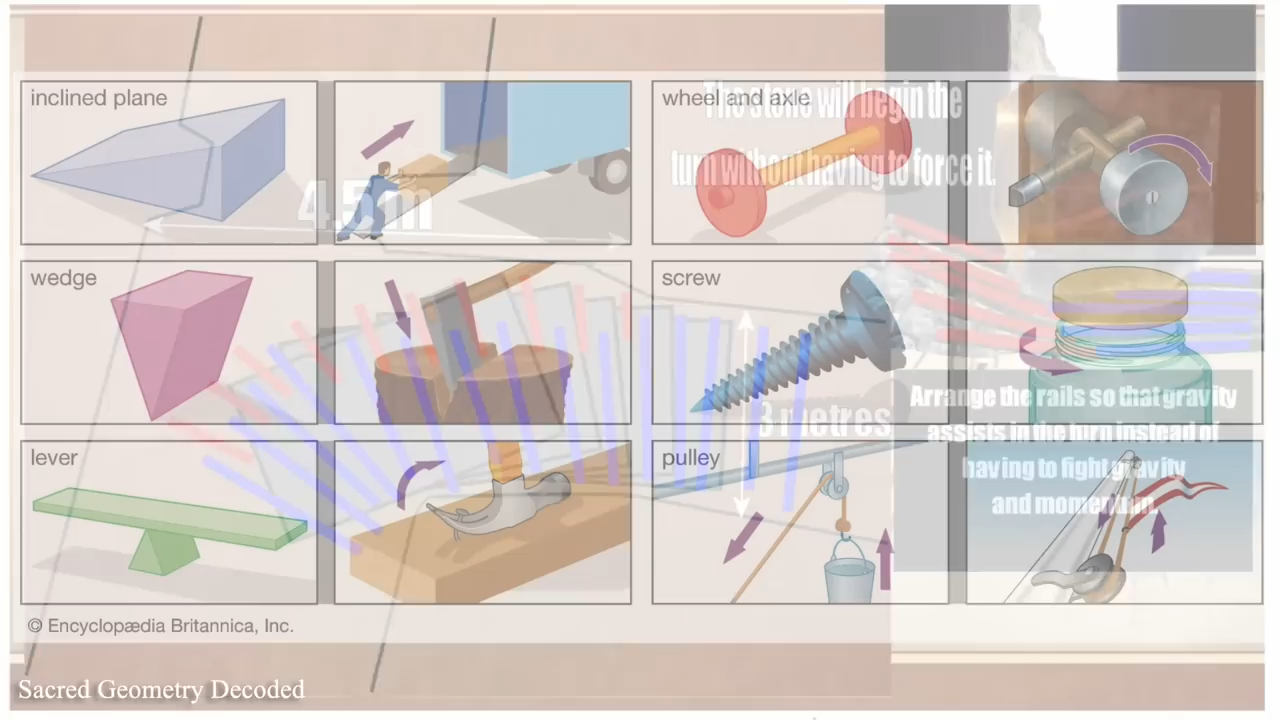 inclined plane
wheel and axle
The stone will begin the
turn without having to force it.
4.5 m
wedge
screw
3 metres
Arrange the rails so that gravity
assists in the turn instead of
having to fight gravity
and momentum.
lever
pulley
© Encyclopædia Britannica, Inc.
Sacred Geometry Decoded